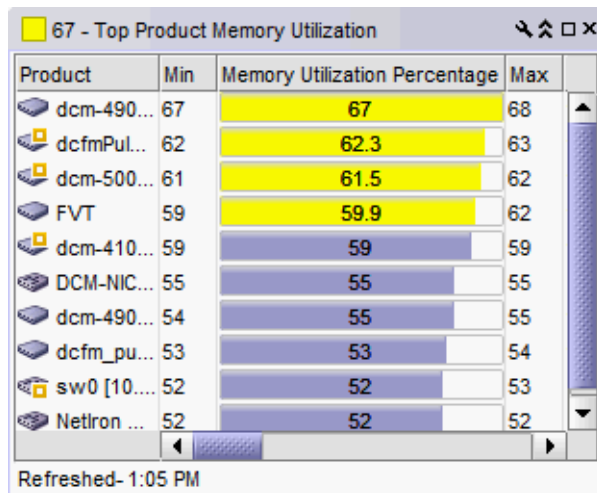 67 - Top Product Memory Utilization
Product Min Memory Utilization Percentage Max
dcm-490... 67 67 68
dcfmPul... 62 62.3 63
dcm-500... 61 61.5 62
FVT 59 59.9 62
dcm-410... 59 59 59
DCM-NIC... 55 55 55
dcm-490... 54 55 55
dcfm_pu... 53 53 54
sw0 [10.... 52 52 53
NetIron ... 52 52 52
Refreshed- 1:05 PM